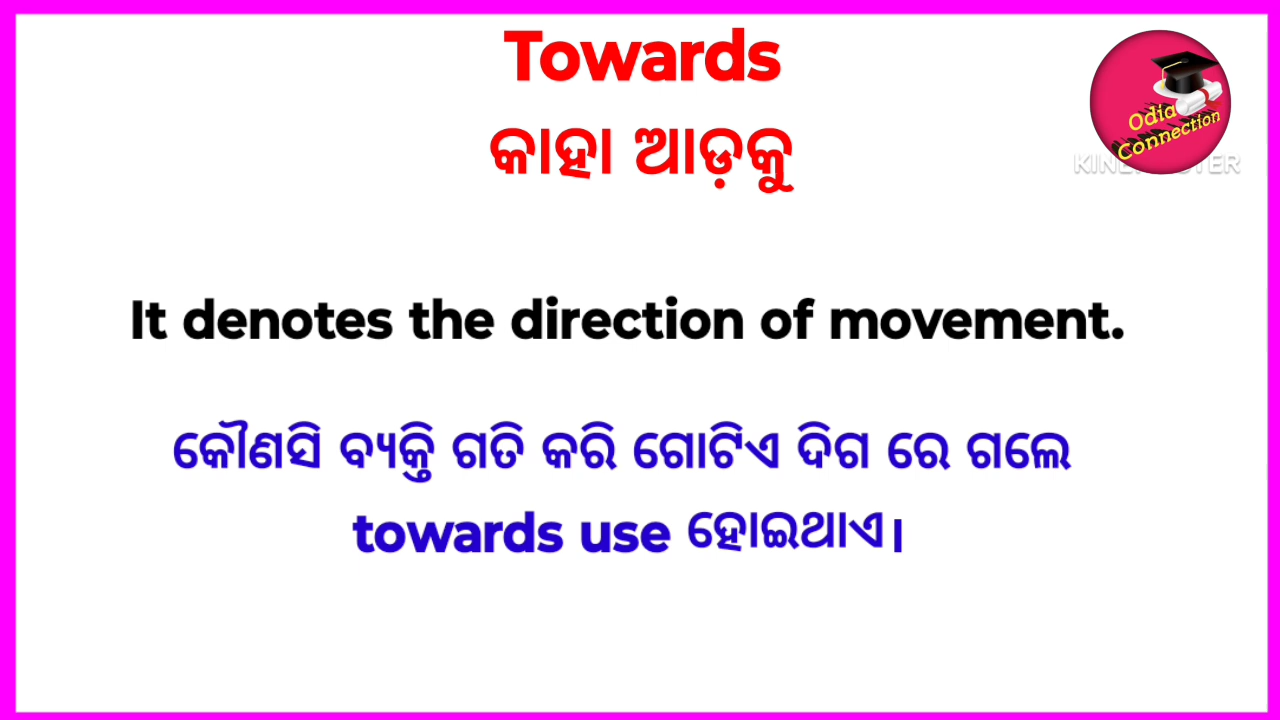 Towards
କାହା ଆଡ଼କୁ
Odia
Connection
It denotes the direction of movement.
କୌଣସି ବ୍ୟକ୍ତି ଗତି କରି ଗୋଟିଏ ଦିଗ ରେ ଗଲେ
towards use ହୋଇଥାଏ।